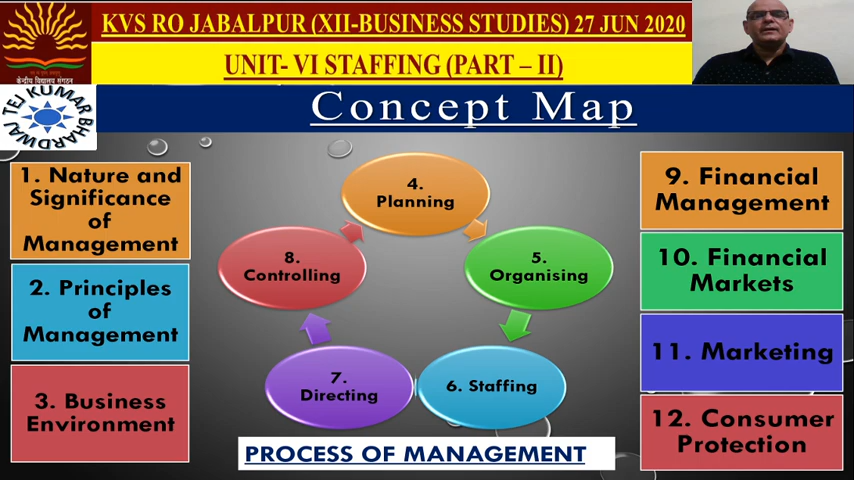 KVS RO JABALPUR (XII-BUSINESS STUDIES) 27 JUN 2020
UNIT- VI STAFFING (PART – II)
केन्द्रीय विद्यालय संगठन
TEJ KUMAR BHARDWAJ
Concept Map
1. Nature and
Significance
of
Management
2. Principles
of
Management
3. Business
Environment
4.
Planning
5.
Organising
6. Staffing
7.
Directing
8.
Controlling
PROCESS OF MANAGEMENT
9. Financial
Management
10. Financial
Markets
11. Marketing
12. Consumer
Protection